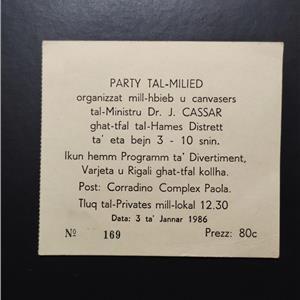 PARTY TAL-MILIED
organizzat mill-hbieb u canvasers
tal-Ministru Dr. J. CASSAR
ghat-tfal tal-Hames Distrett
ta' eta bejn 3 - 10 snin.
Ikun hemm Programm ta' Divertiment,
Varjeta u Rigali ghat-tfal kollha.
Post: Corradino Complex Paola.
Tluq tal-Privates mill-lokal 12.30
Data: 3 ta' Jannar 1986
Nº 169 Prezz: 80c